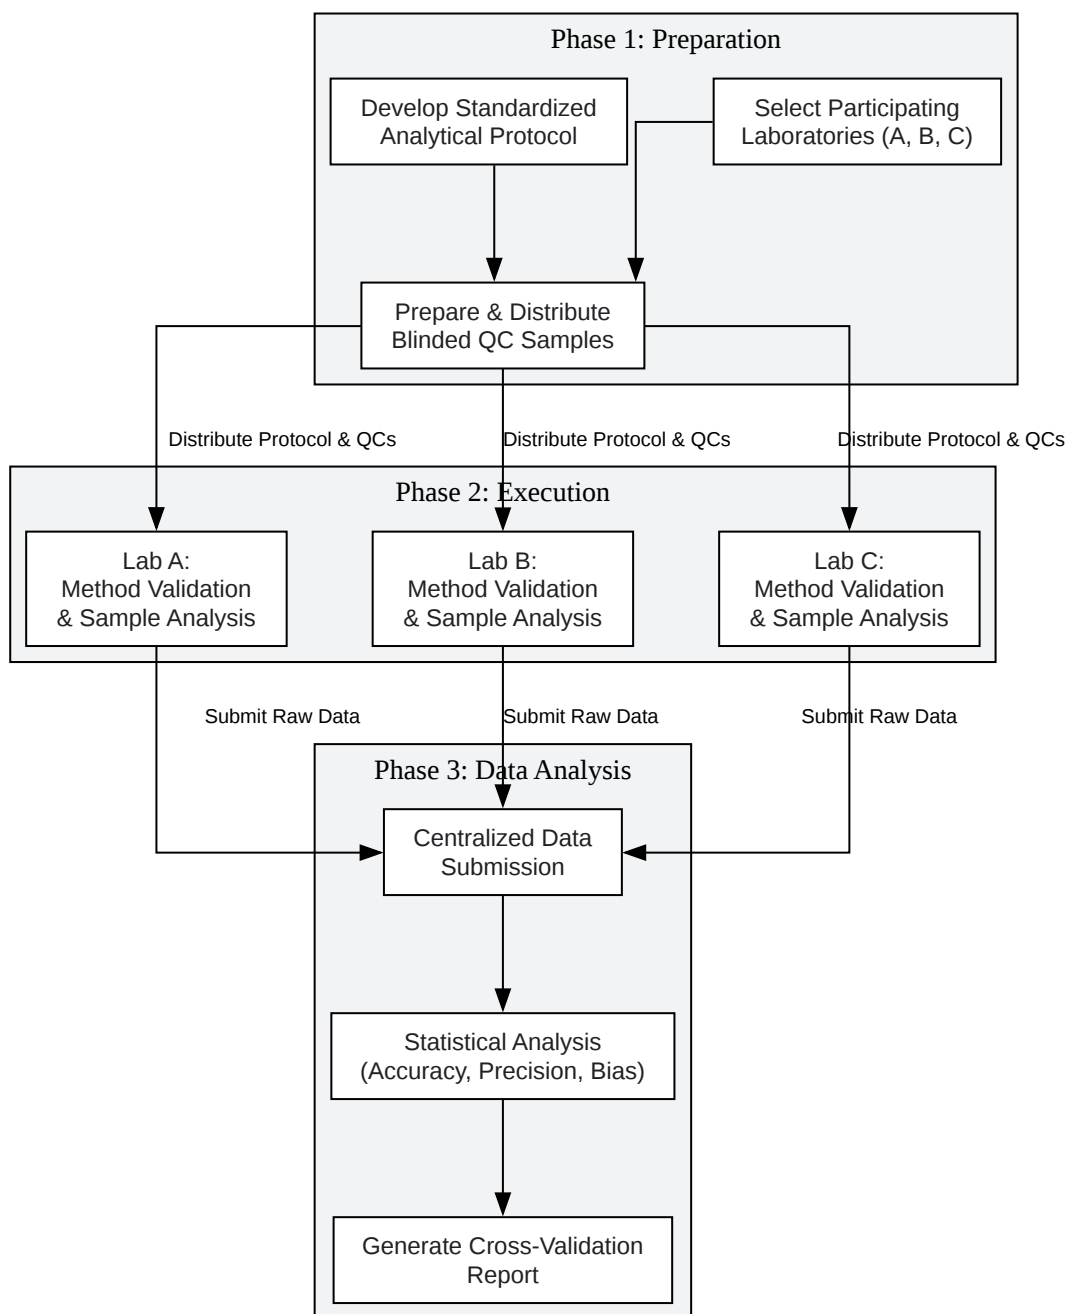 Phase 1: Preparation
Develop Standardized
Analytical Protocol
Select Participating
Laboratories (A, B, C)
Prepare & Distribute
Blinded QC Samples
Distribute Protocol & QCs
Distribute Protocol & QCs
Distribute Protocol & QCs
Phase 2: Execution
Lab A:
Method Validation
& Sample Analysis
Lab B:
Method Validation
& Sample Analysis
Lab C:
Method Validation
& Sample Analysis
Submit Raw Data
Submit Raw Data
Submit Raw Data
Phase 3: Data Analysis
Centralized Data
Submission
Statistical Analysis
(Accuracy, Precision, Bias)
Generate Cross-Validation
Report